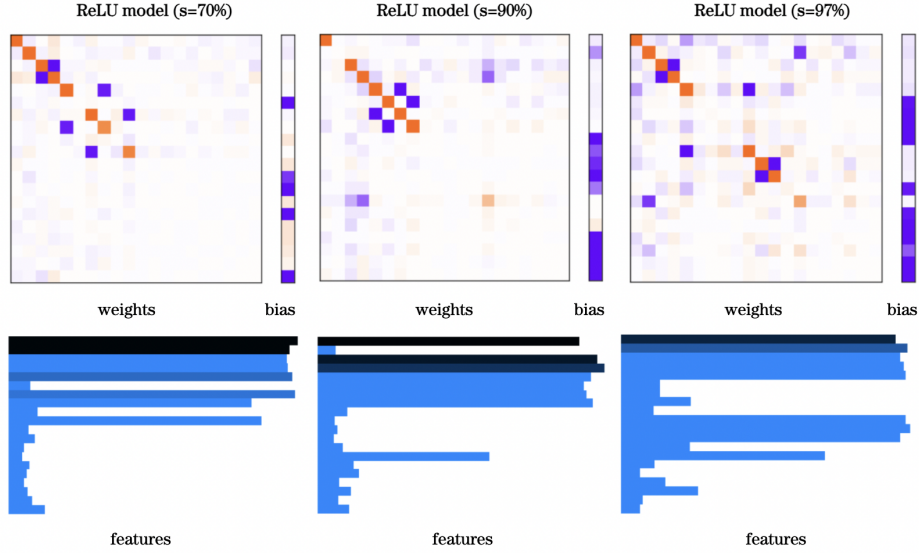 ReLU model (s=70%)
ReLU model (s=90%)
ReLU model (s=97%)
weights
bias
weights
bias
weights
bias
features
features
features